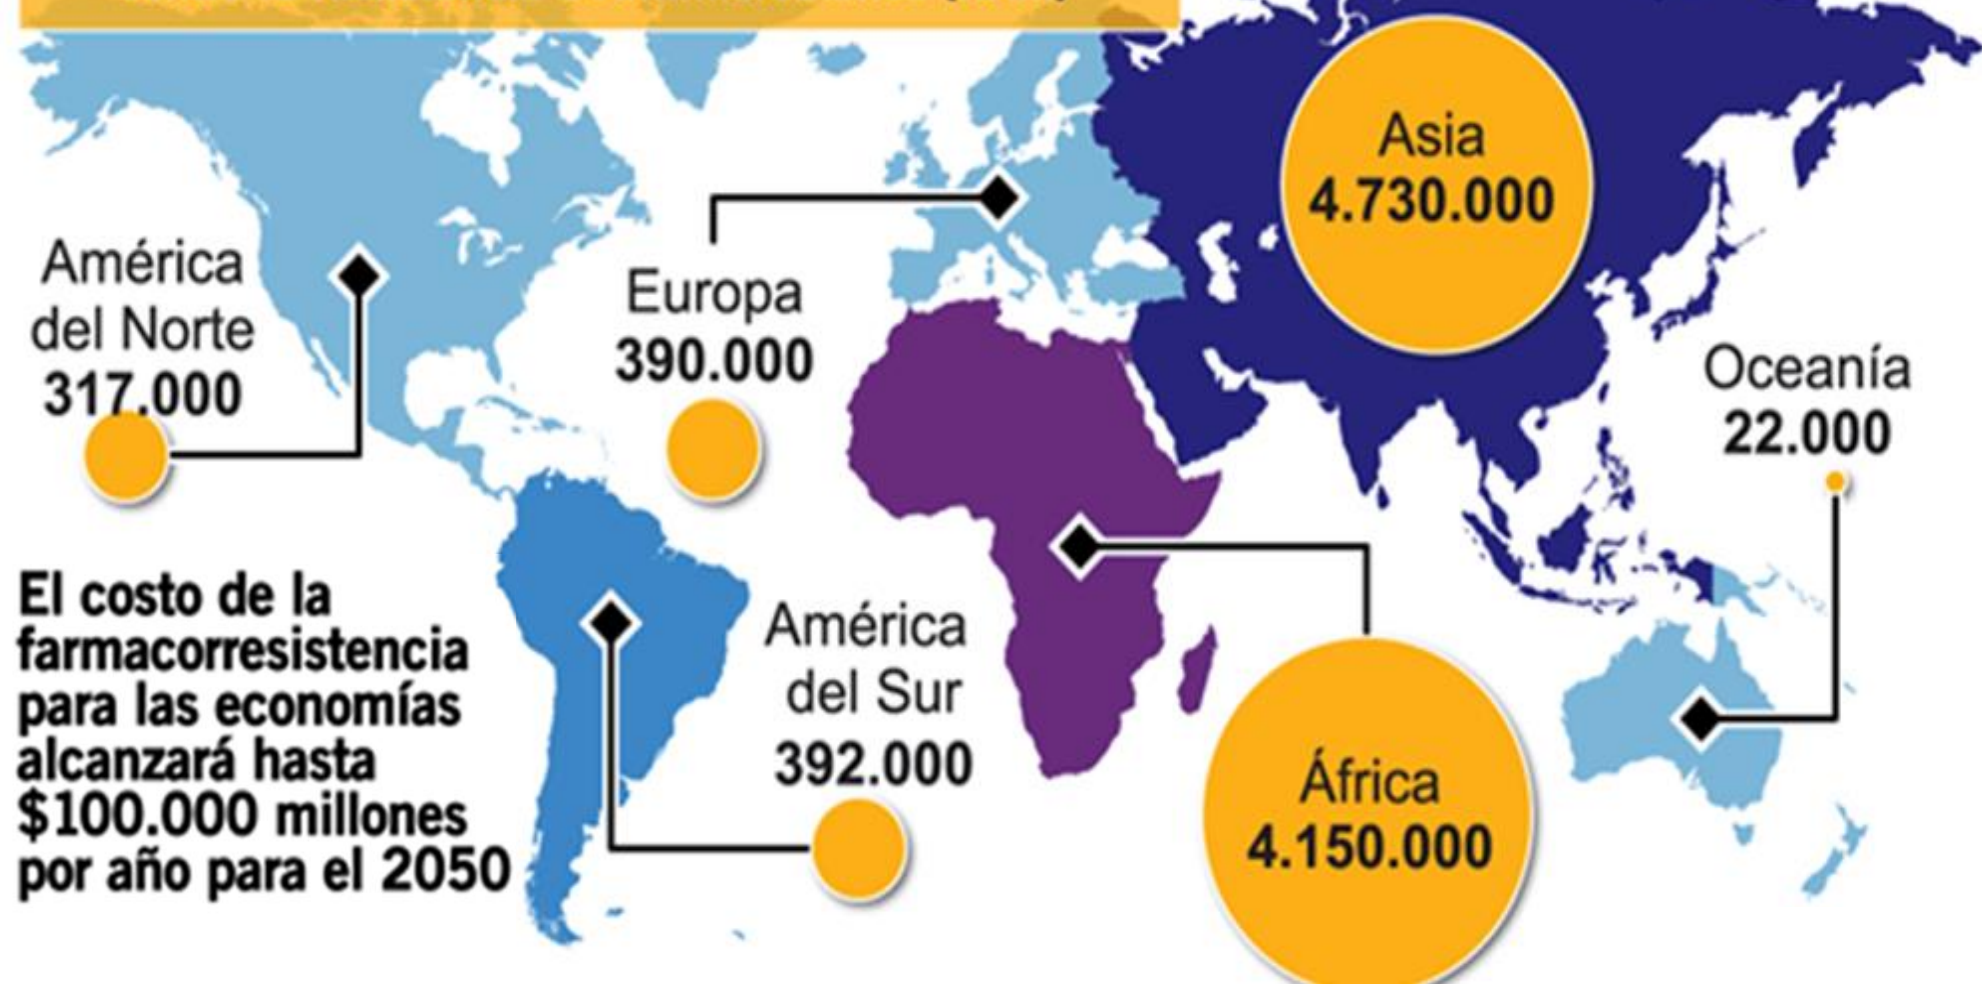 América
del Norte
317.000
Europa
390.000
Asia
4.730.000
Oceanía
22.000
El costo de la
farmacorresistencia
para las economías
alcanzará hasta
$100.000 millones
por año para el 2050
América
del Sur
392.000
África
4.150.000